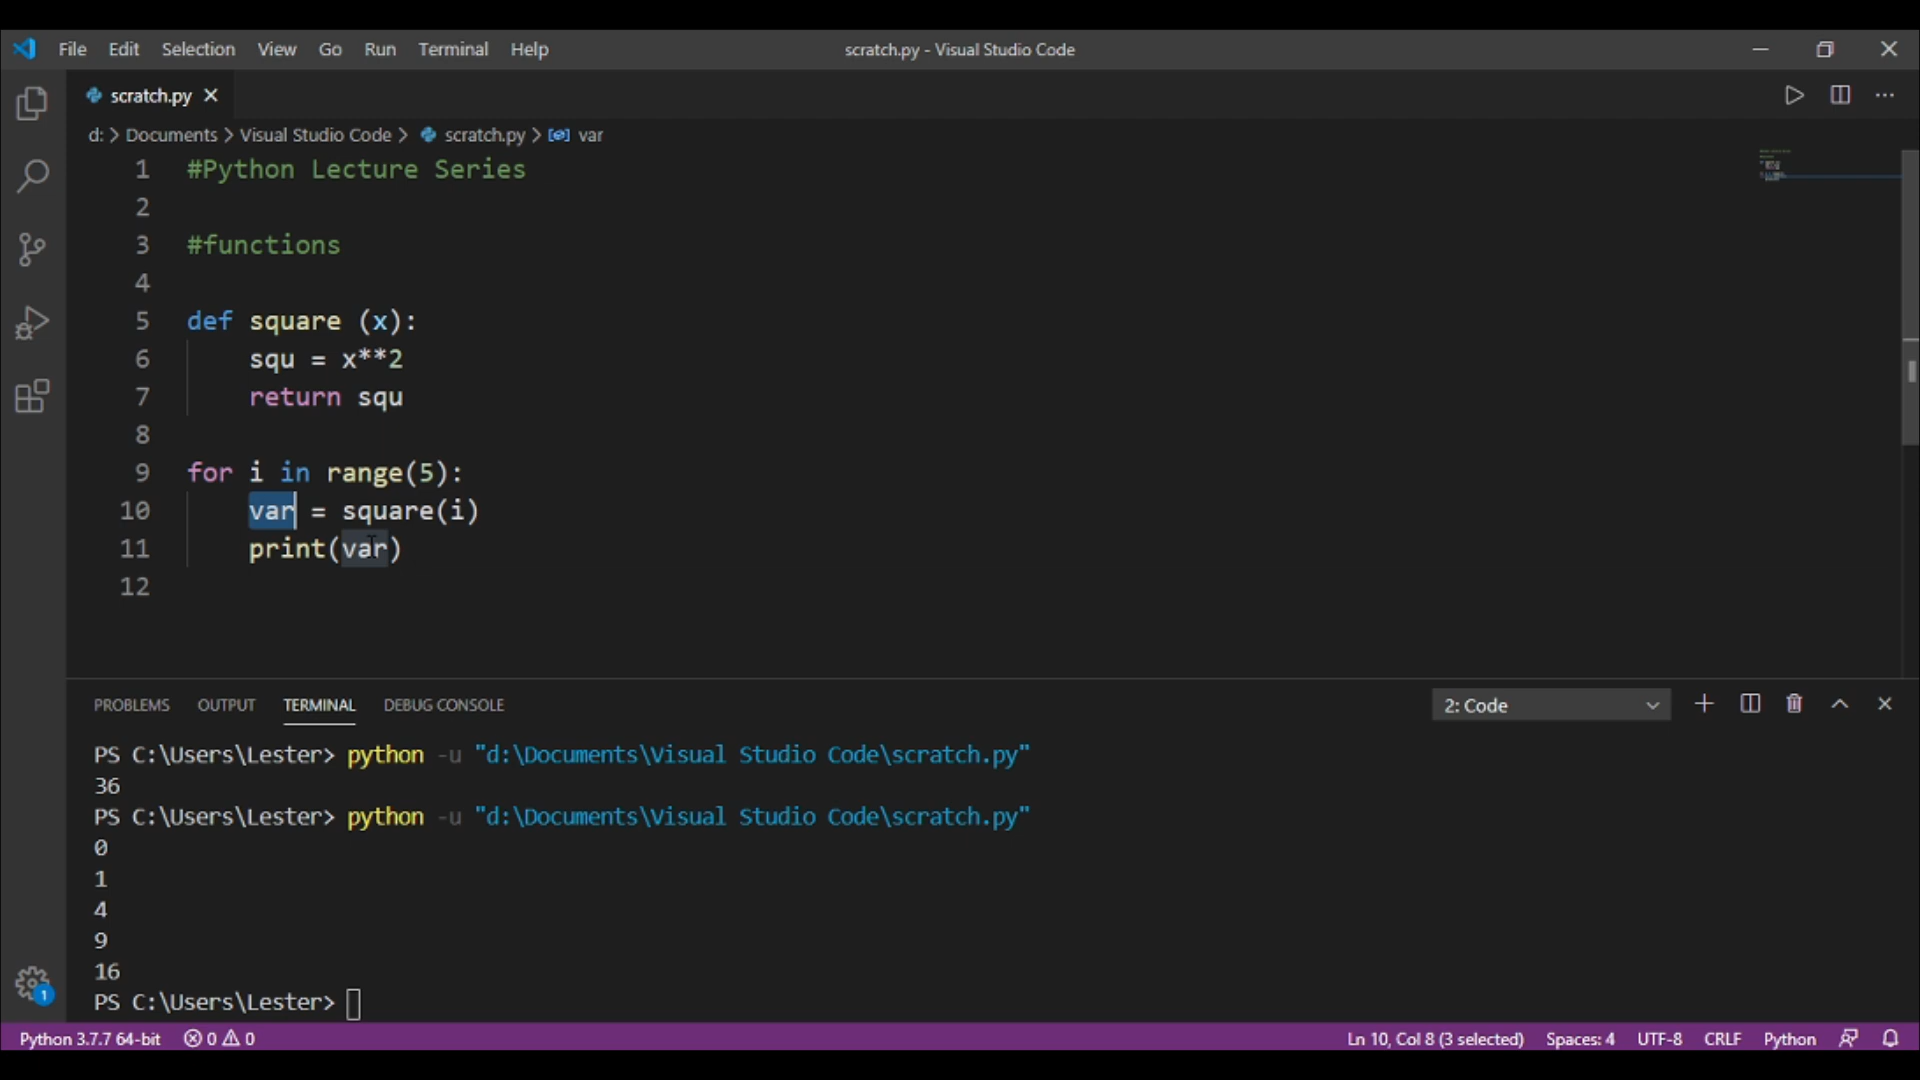 File Edit Selection View Go Run Terminal Help scratch.py - Visual Studio Code
scratch.py
d: > Documents > Visual Studio Code > scratch.py > var
1 #Python Lecture Series
2
3 #functions
4
5 def square (x):
6 squ = x**2
7 return squ
8
9 for i in range(5):
10 var = square(i)
11 print(var)
12
PROBLEMS OUTPUT TERMINAL DEBUG CONSOLE 2: Code
PS C:\Users\Lester> python -u "d:\Documents\Visual Studio Code\scratch.py"
36
PS C:\Users\Lester> python -u "d:\Documents\Visual Studio Code\scratch.py"
0
1
4
9
16
PS C:\Users\Lester>
1
Python 3.7.7 64-bit 0 0 Ln 10, Col 8 (3 selected) Spaces: 4 UTF-8 CRLF Python